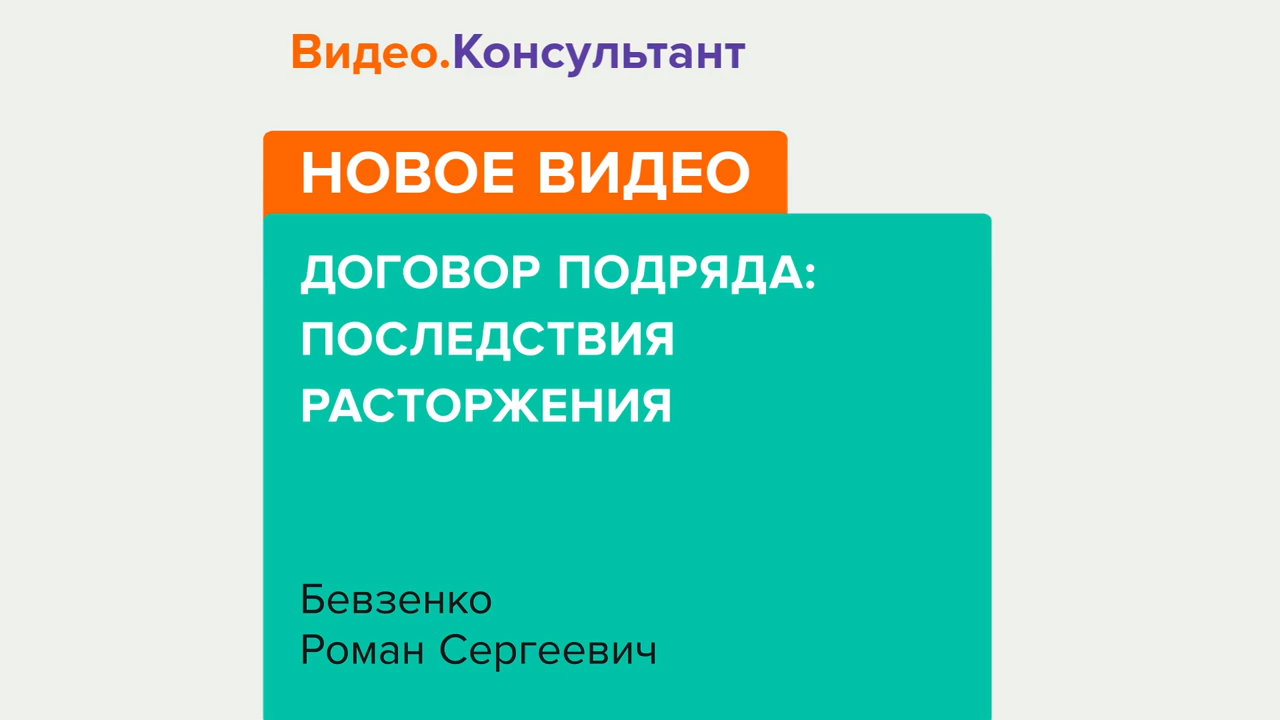 Видео.Консультант
НОВОЕ ВИДЕО
ДОГОВОР ПОДРЯДА:
ПОСЛЕДСТВИЯ
РАСТОРЖЕНИЯ
Бевзенко
Роман Сергеевич